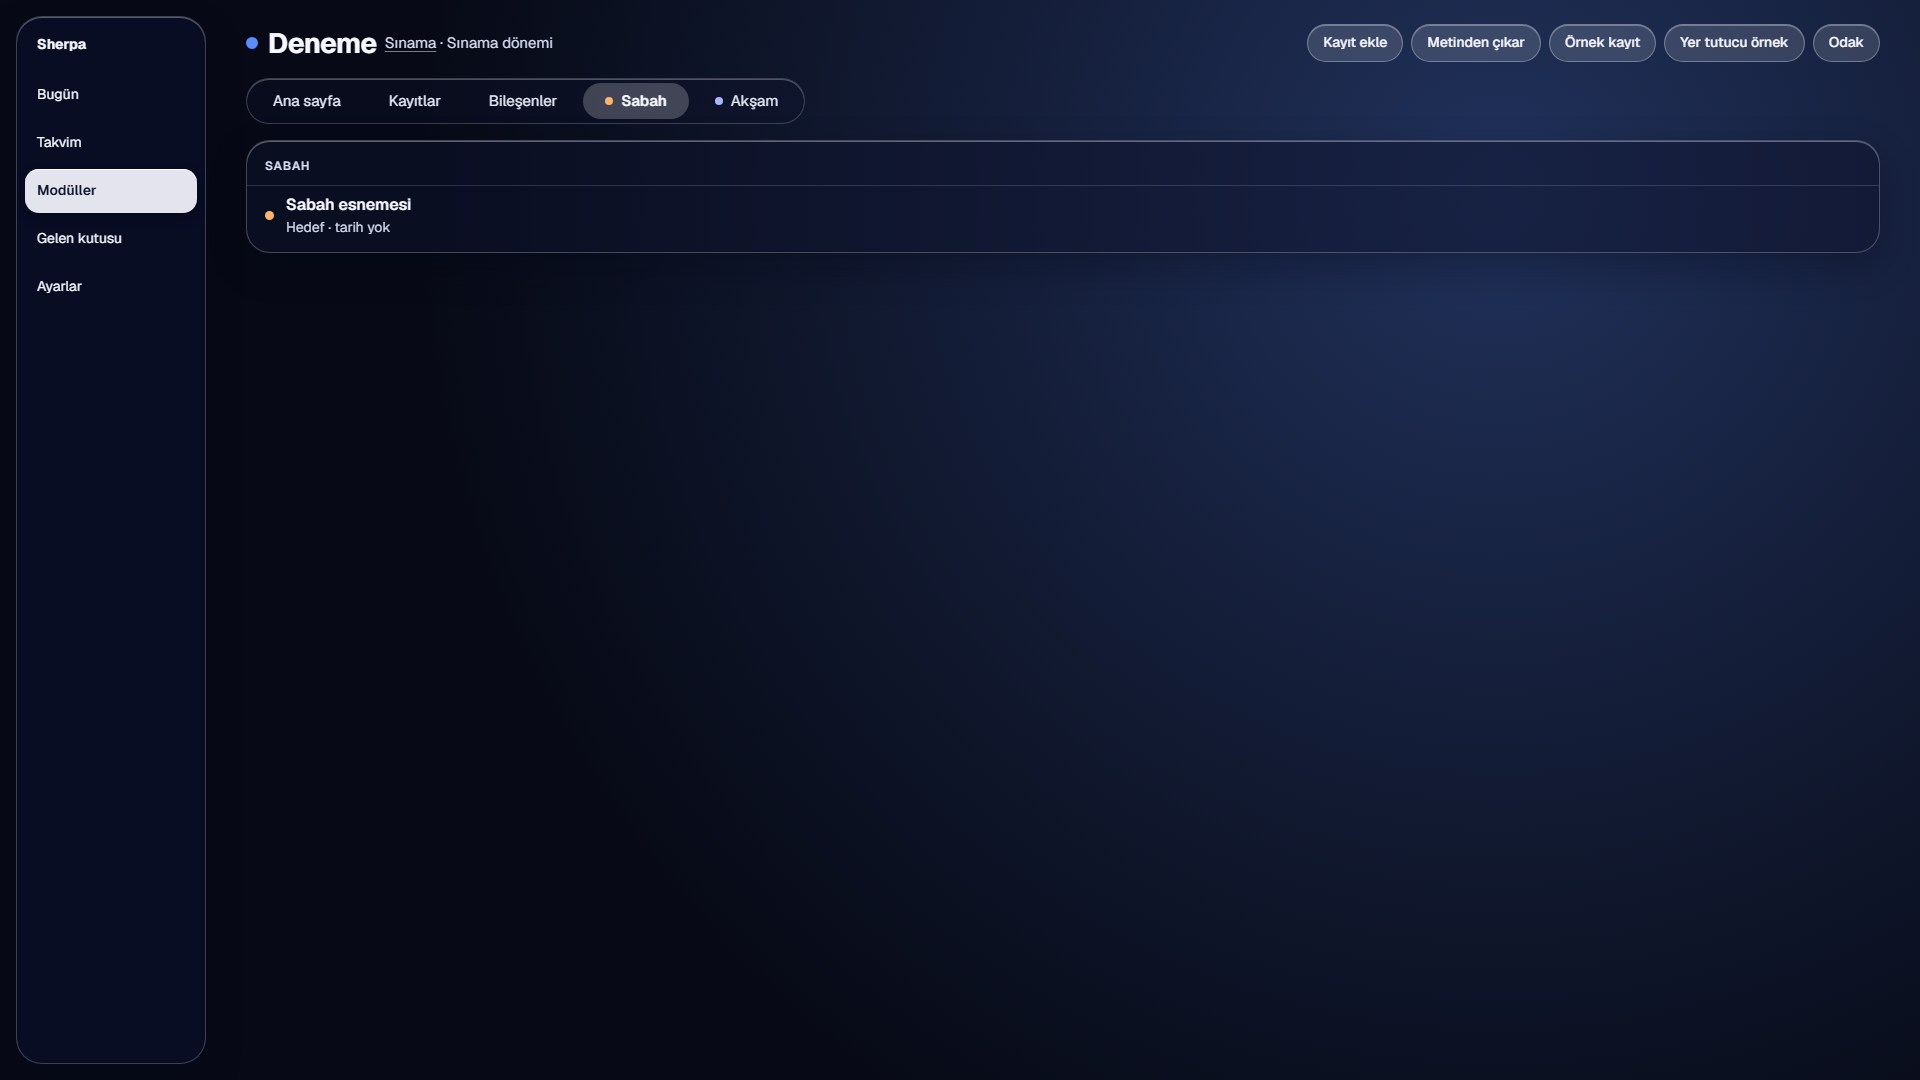 Sherpa
Bugün
Takvim
Modüller
Gelen kutusu
Ayarlar
Deneme Sınama · Sınama dönemi
Kayıt ekle
Metinden çıkar
Örnek kayıt
Yer tutucu örnek
Odak
Ana sayfa
Kayıtlar
Bileşenler
Sabah
Akşam
SABAH
Sabah esnemesi
Hedef · tarih yok